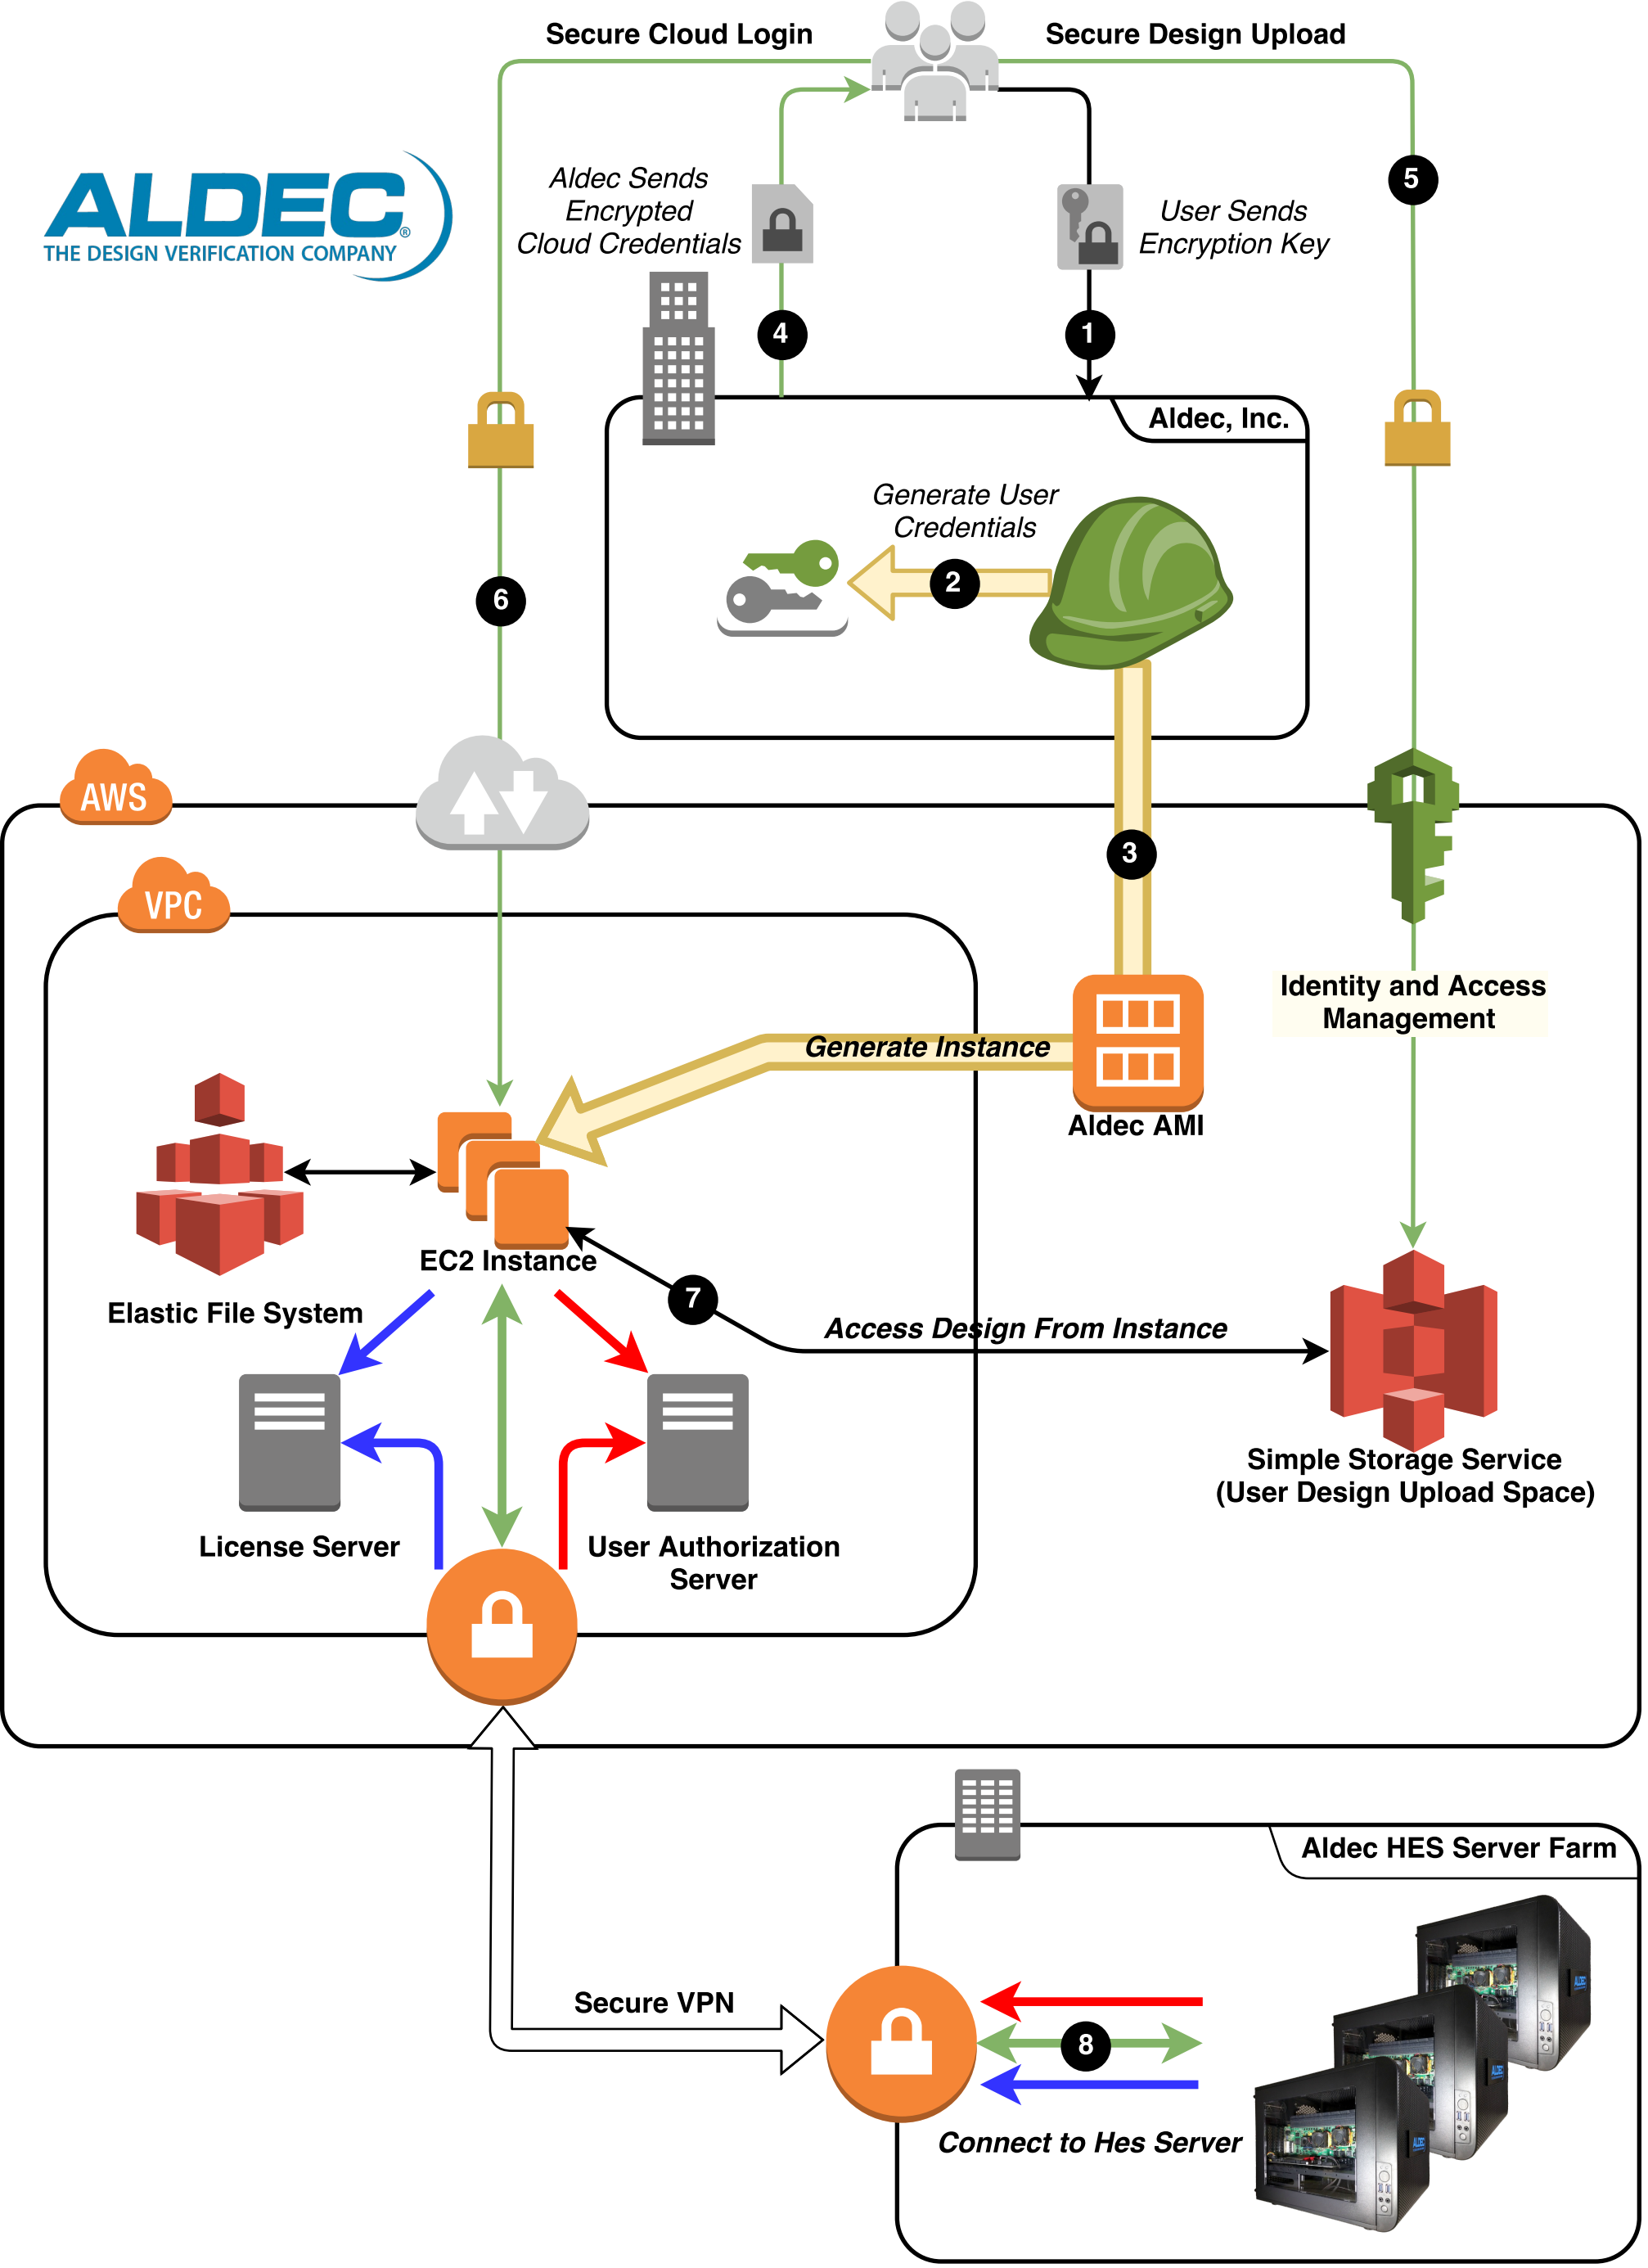 Secure Cloud Login
Secure Design Upload
ALDEC®
THE DESIGN VERIFICATION COMPANY
Aldec Sends
Encrypted
Cloud Credentials
User Sends
Encryption Key
5
4
1
Aldec, Inc.
Generate User
Credentials
2
6
AWS
3
VPC
Identity and Access
Management
Generate Instance
Aldec AMI
EC2 Instance
Elastic File System
7
Access Design From Instance
Simple Storage Service
(User Design Upload Space)
License Server
User Authorization
Server
Aldec HES Server Farm
Secure VPN
8
Connect to Hes Server
ALDEC
ALDEC
ALDEC